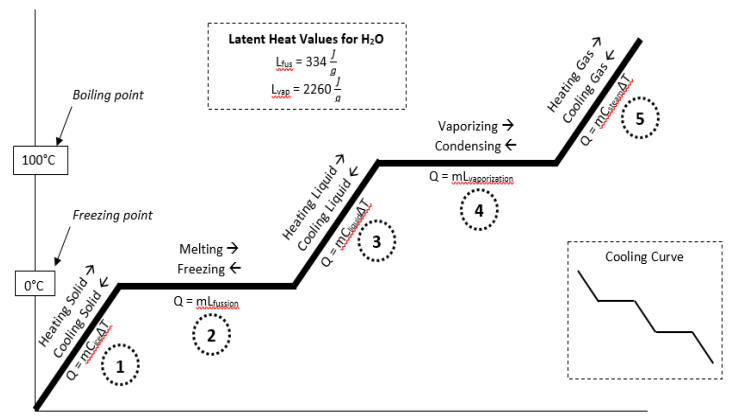 Latent Heat Values for H₂O
Lfus = 334 J/g
Lvap = 2260 J/g
Boiling point
100°C
Freezing point
0°C
Heating Solid →
Cooling Solid ←
Q = mCiceΔT
1
Melting →
Freezing ←
Q = mLfussion
2
Heating Liquid →
Cooling Liquid ←
Q = mCliquidΔT
3
Vaporizing →
Condensing ←
Q = mLvaporization
4
Heating Gas →
Cooling Gas ←
Q = mCsteamΔT
5
Cooling Curve